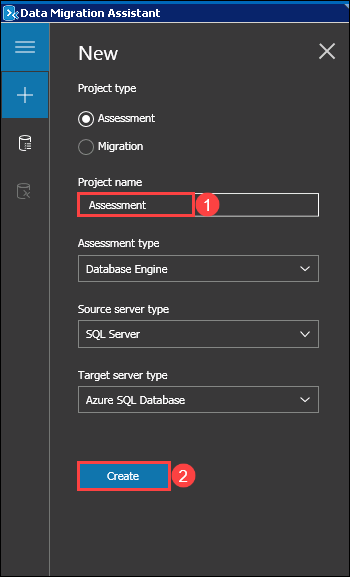 Data Migration Assistant
New
Project type
Assessment
Migration
Project name
Assessment
1
Assessment type
Database Engine
Source server type
SQL Server
Target server type
Azure SQL Database
Create
2